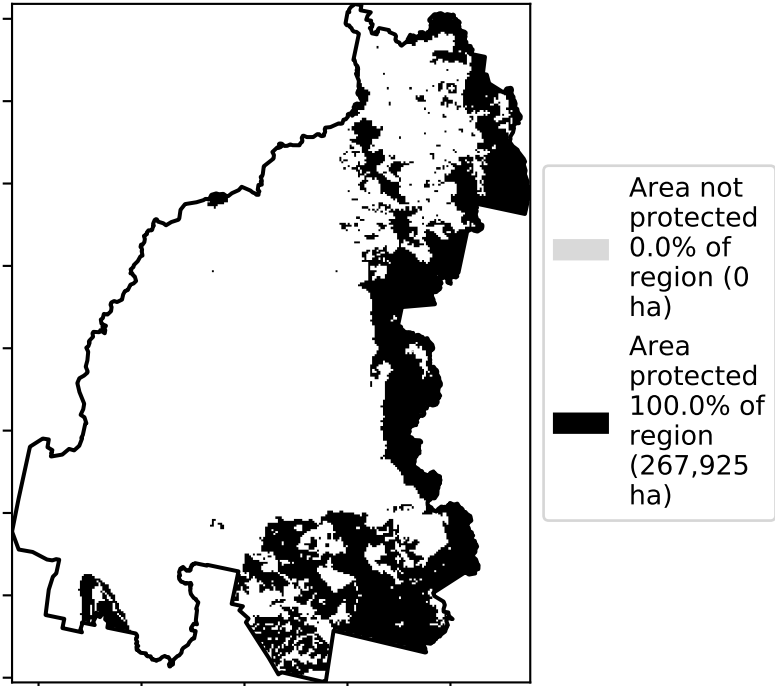 Area not
protected
0.0% of
region (0
ha)
Area
protected
100.0% of
region
(267,925
ha)